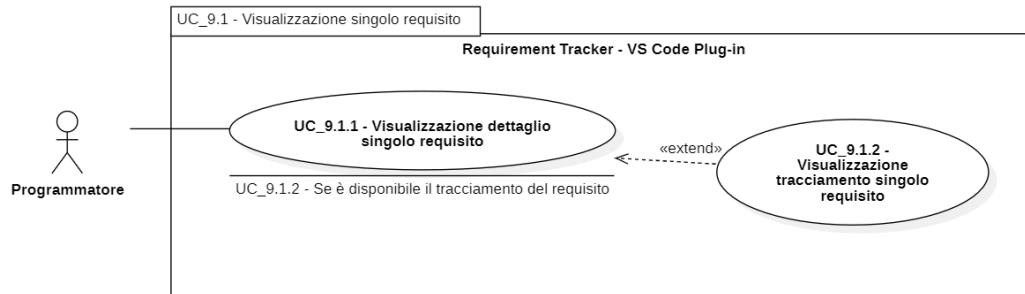 UC_9.1 - Visualizzazione singolo requisito
Requirement Tracker - VS Code Plug-in
UC_9.1.1 - Visualizzazione dettaglio
singolo requisito
«extend»
UC_9.1.2 -
Visualizzazione
tracciamento singolo
requisito
Programmatore
UC_9.1.2 - Se è disponibile il tracciamento del requisito